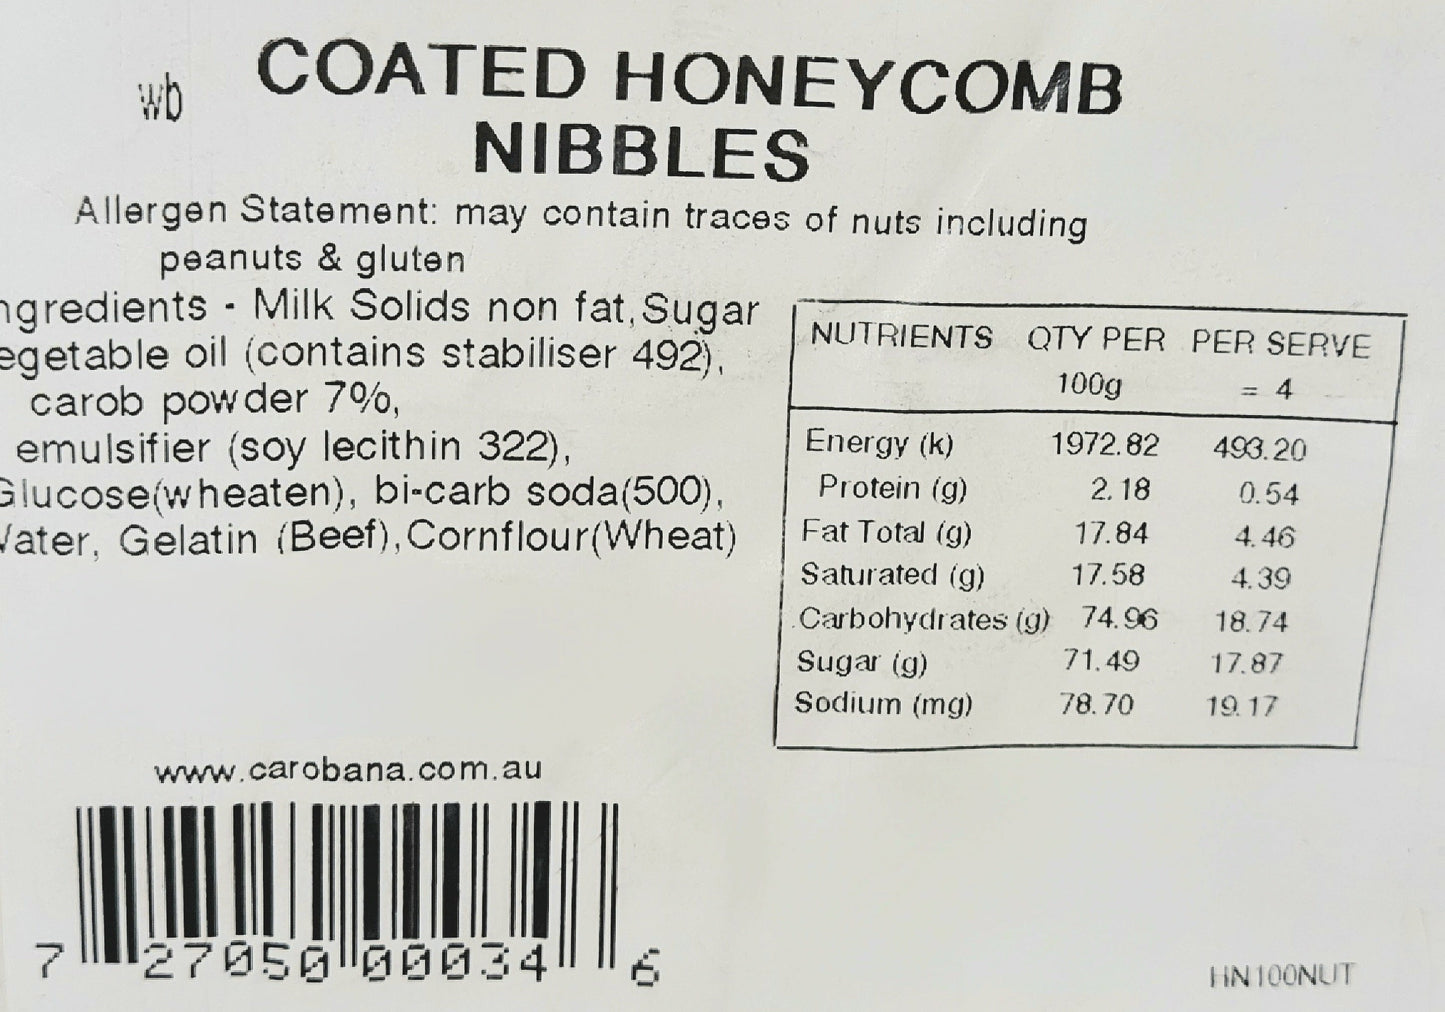 wb
COATED HONEYCOMB
NIBBLES
Allergen Statement: may contain traces of nuts including
peanuts & gluten
ngredients - Milk Solids non fat,Sugar
egetable oil (contains stabiliser 492),
carob powder 7%,
emulsifier (soy lecithin 322),
Glucose(wheaten), bi-carb soda(500),
Water, Gelatin (Beef),Cornflour(Wheat)
NUTRIENTS QTY PER PER SERVE
100g = 4
Energy (k) 1972.82 493.20
Protein (g) 2.18 0.54
Fat Total (g) 17.84 4.46
Saturated (g) 17.58 4.39
Carbohydrates (g) 74.96 18.74
Sugar (g) 71.49 17.87
Sodium (mg) 78.70 19.17
www.carobana.com.au
7 27050 00034 6
HN100NUT